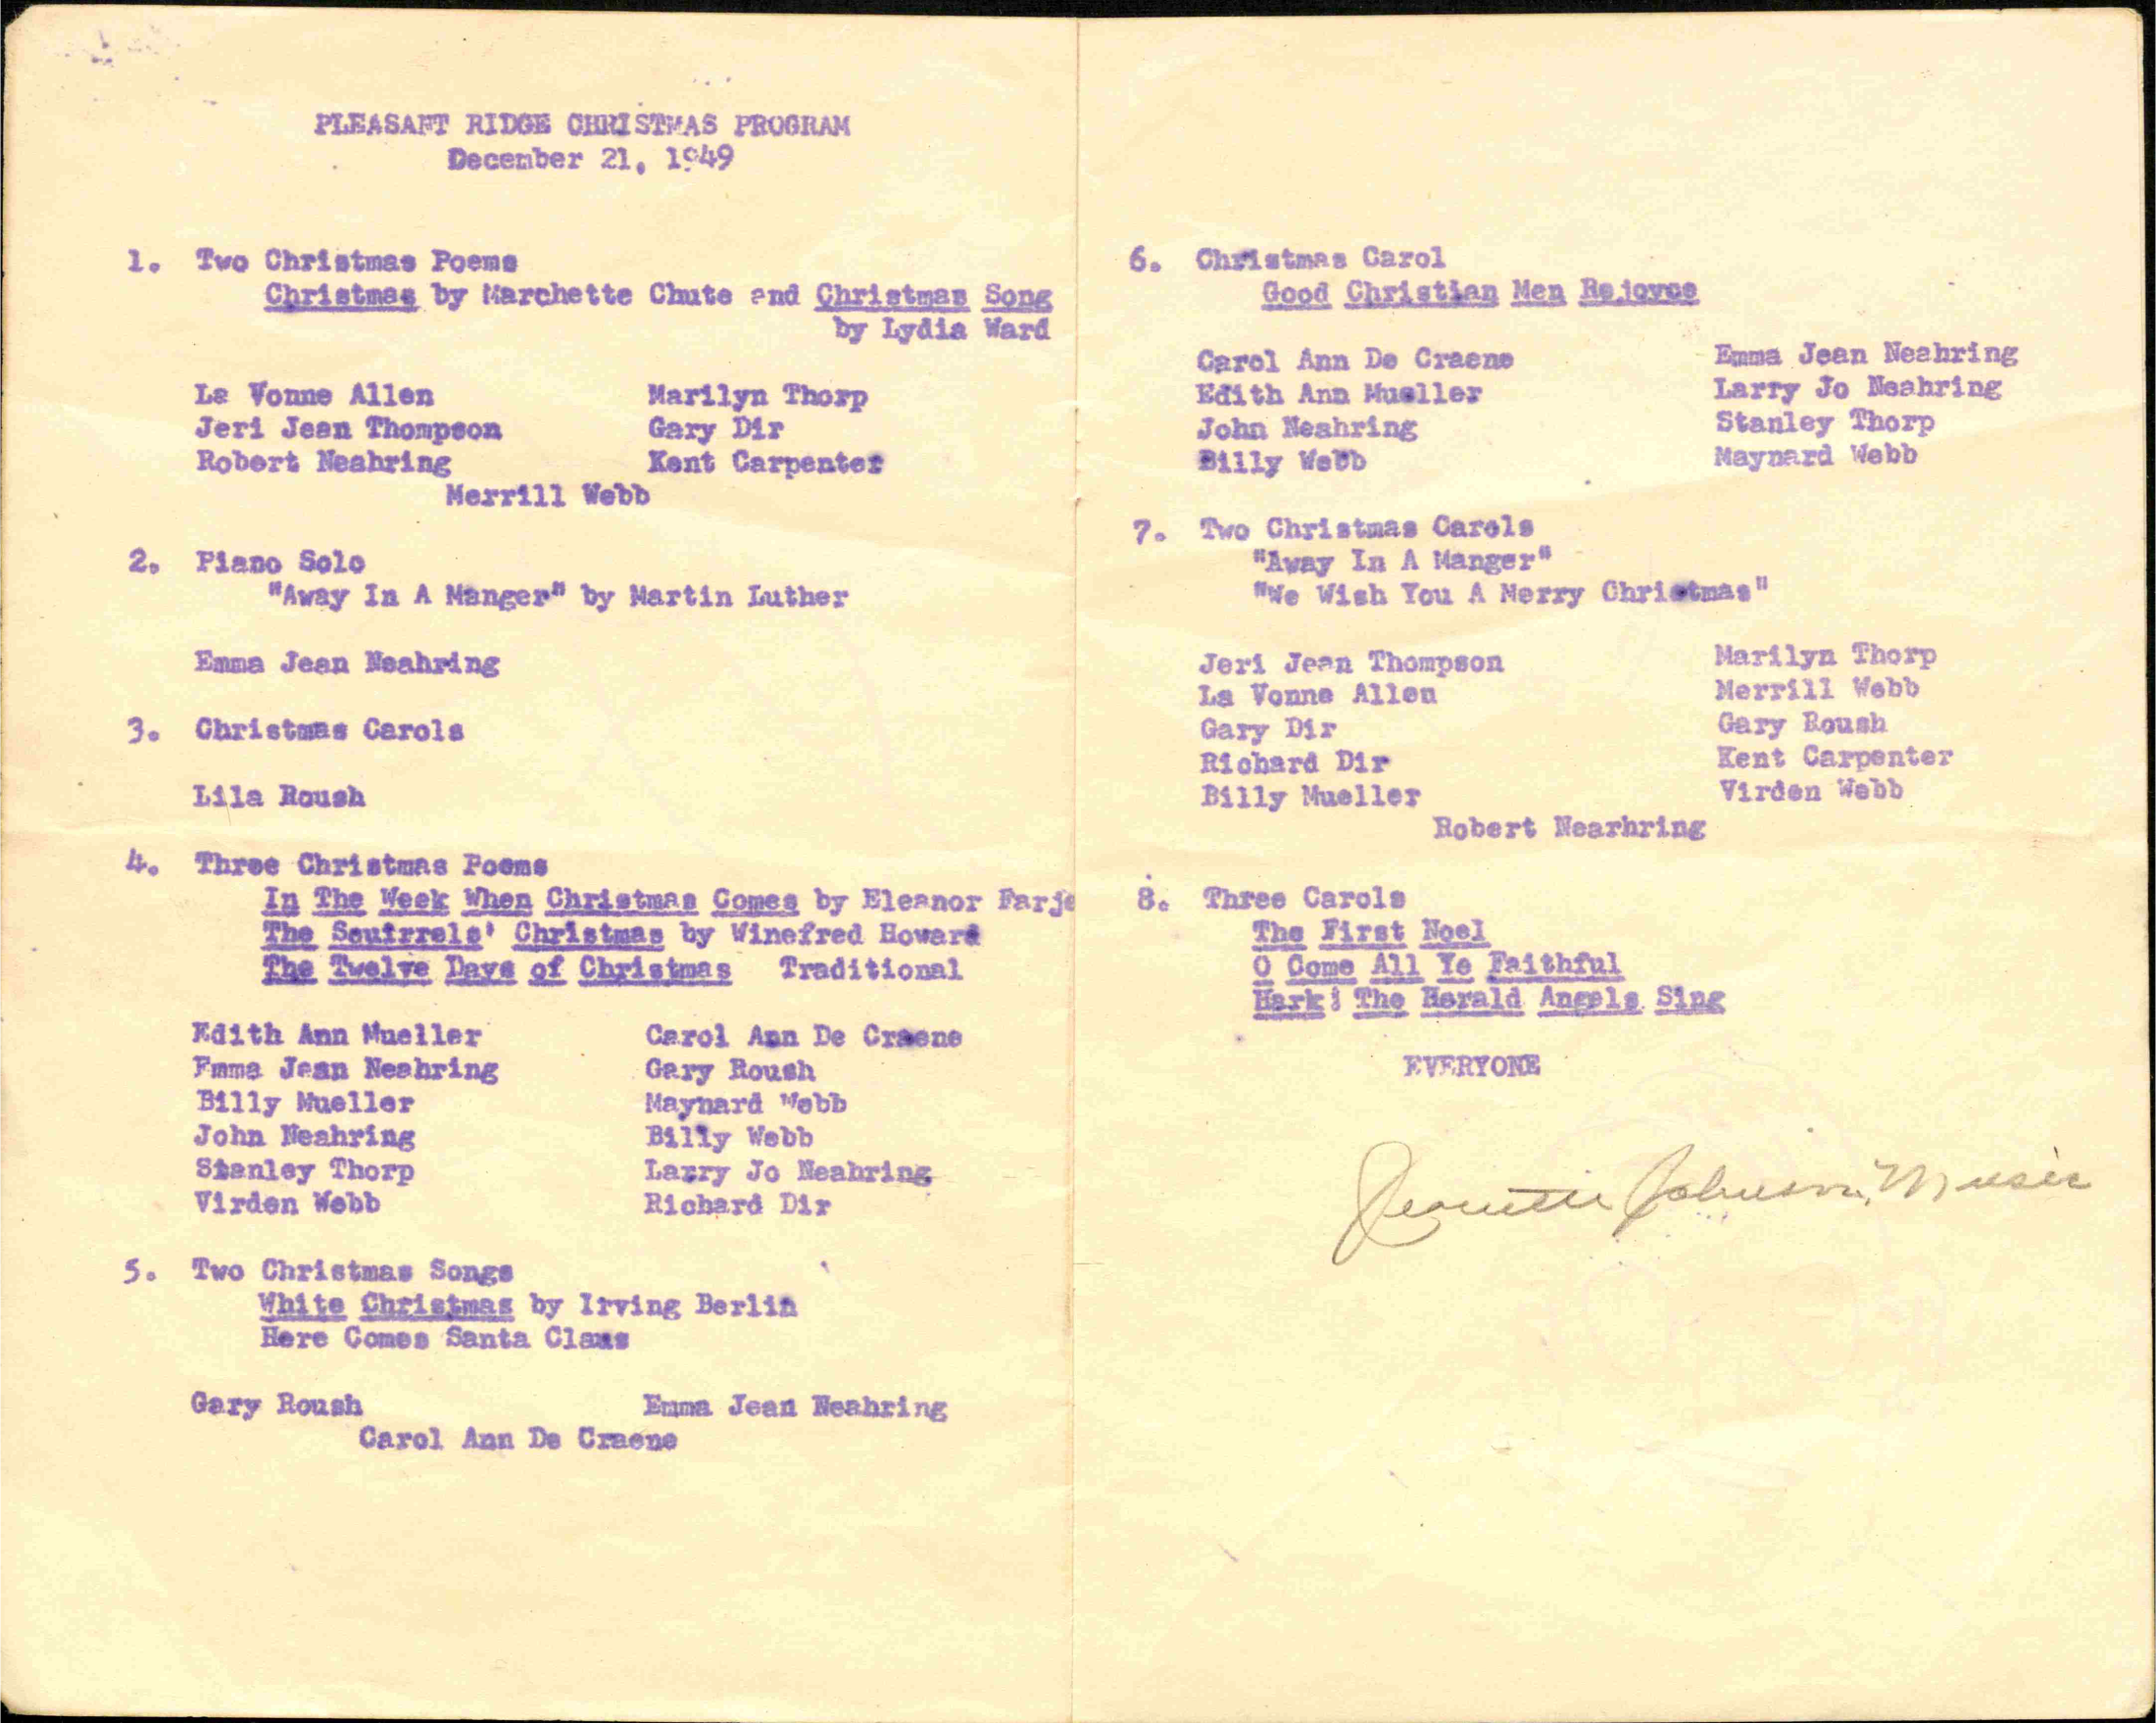 PLEASANT RIDGE CHRISTMAS PROGRAM
December 21, 1949
1. Two Christmas Poems
Christmas by Marchette Chute and Christmas Song
by Lydia Ward
La Vonne Allen Marilyn Thorp
Jeri Jean Thompson Gary Dir
Robert Neahring Kent Carpenter
Merrill Webb
2. Piano Solo
"Away In A Manger" by Martin Luther
Emma Jean Neahring
3. Christmas Carols
Lila Roush
4. Three Christmas Poems
In The Week When Christmas Comes by Eleanor Farje
The Squirrels' Christmas by Winefred Howard
The Twelve Days of Christmas Traditional
Edith Ann Mueller Carol Ann De Craene
Emma Jean Neahring Gary Roush
Billy Mueller Maynard Webb
John Neahring Billy Webb
Stanley Thorp Larry Jo Neahring
Virden Webb Richard Dir
5. Two Christmas Songs
White Christmas by Irving Berlin
Here Comes Santa Claus
Gary Roush Emma Jean Neahring
Carol Ann De Craene
6. Christmas Carol
Good Christian Men Rejoyce
Carol Ann De Craene Emma Jean Neahring
Edith Ann Mueller Larry Jo Neahring
John Neahring Stanley Thorp
Billy Webb Maynard Webb
7. Two Christmas Carols
"Away In A Manger"
"We Wish You A Merry Christmas"
Jeri Jean Thompson Marilyn Thorp
La Vonne Allen Merrill Webb
Gary Dir Gary Roush
Richard Dir Kent Carpenter
Billy Mueller Virden Webb
Robert Nearhring
8. Three Carols
The First Noel
O Come All Ye Faithful
Hark! The Herald Angels Sing
EVERYONE
Johnson, Music